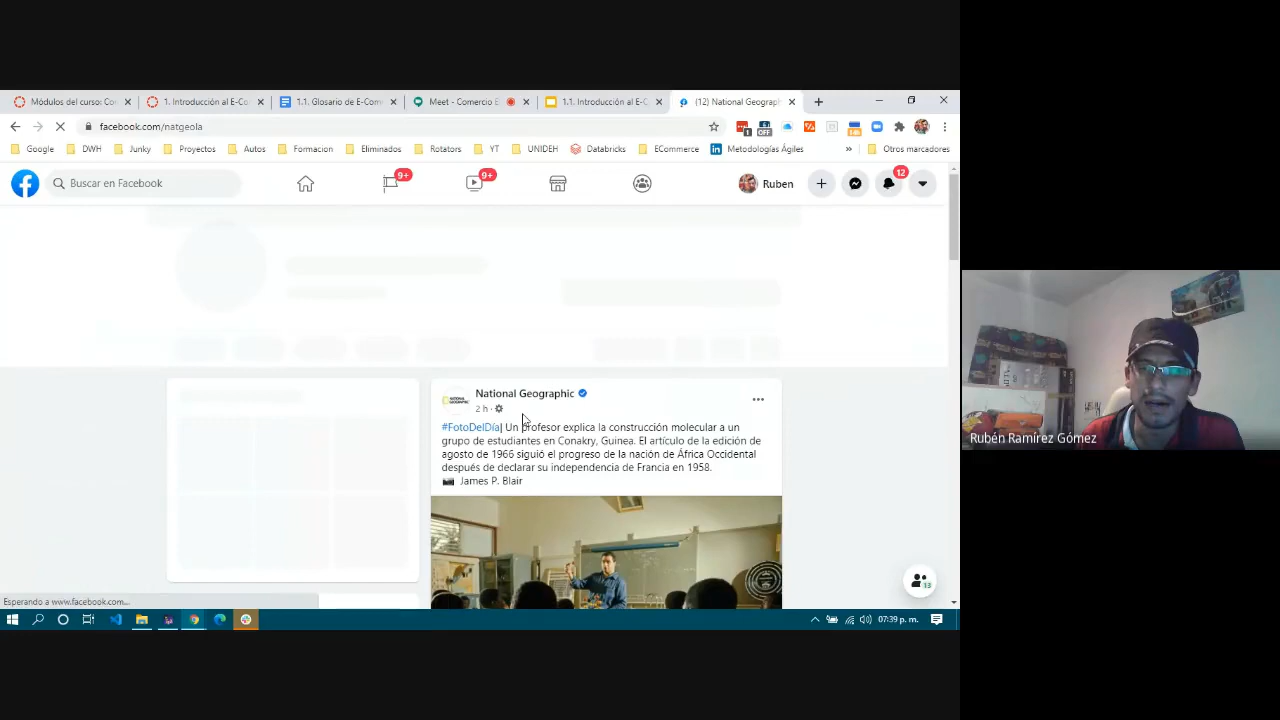 Módulos del curso: Co
1. Introducción al E-Co
1.1. Glosario de E-Com
Meet - Comercio E
1.1. Introducción al E-C
(12) National Geograph
facebook.com/natgeola
Google
DWH
Junky
Proyectos
Autos
Formacion
Eliminados
Rotators
YT
UNIDEH
Databricks
ECommerce
Metodologías Ágiles
»
Otros marcadores
Buscar en Facebook
9+
9+
Ruben
12
National Geographic
2 h ·
#FotoDelDía| Un profesor explica la construcción molecular a un
grupo de estudiantes en Conakry, Guinea. El artículo de la edición de
agosto de 1966 siguió el progreso de la nación de África Occidental
después de declarar su independencia de Francia en 1958.
James P. Blair
13
Esperando a www.facebook.com...
07:39 p. m.
Rubén Ramírez Gómez